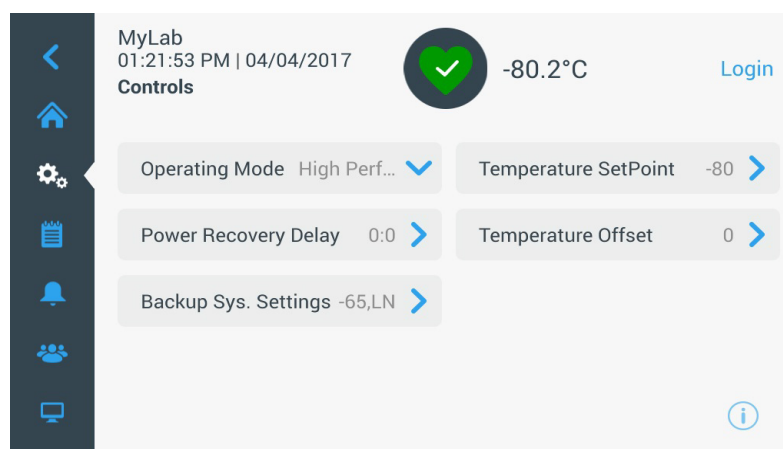 MyLab
01:21:53 PM | 04/04/2017
Controls
-80.2°C
Login
Operating Mode High Perf...
Temperature SetPoint -80
Power Recovery Delay 0:0
Temperature Offset 0
Backup Sys. Settings -65,LN